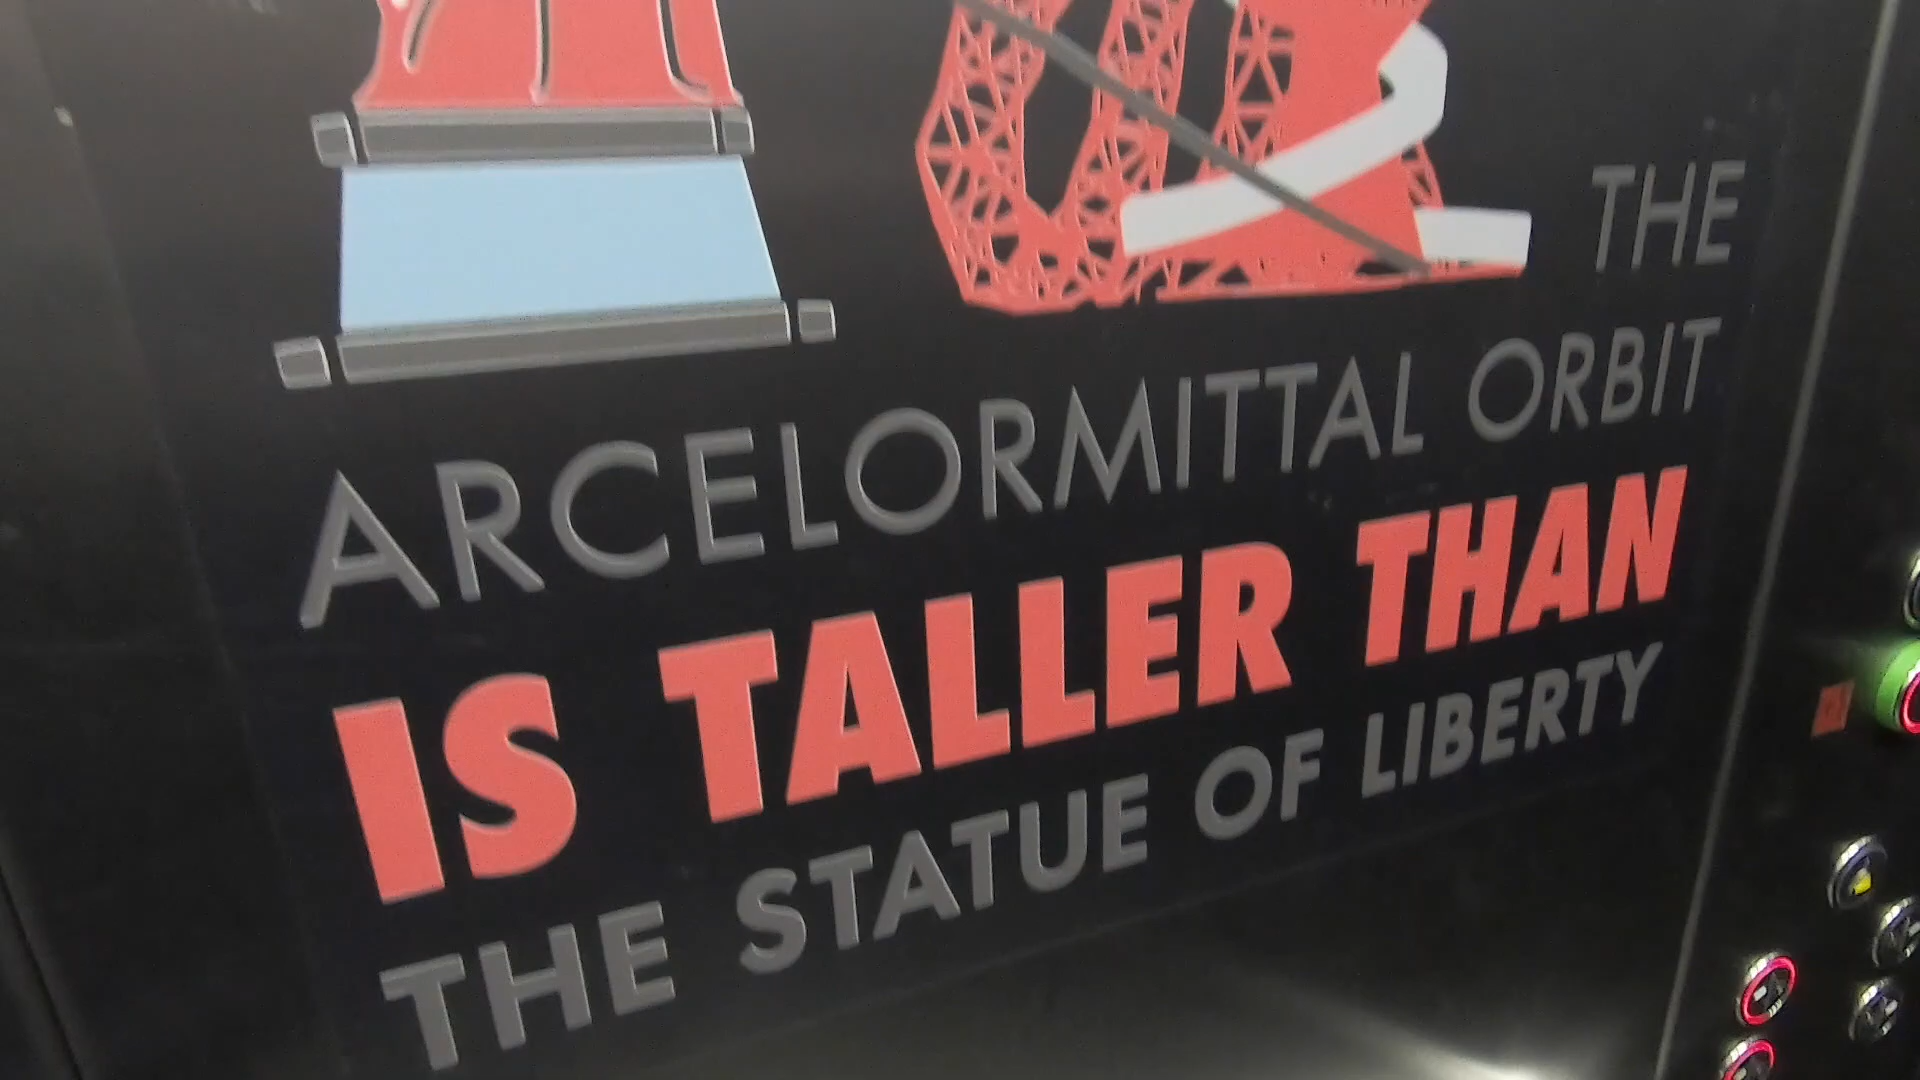 THE
ARCELORMITTAL ORBIT
IS TALLER THAN
THE STATUE OF LIBERTY